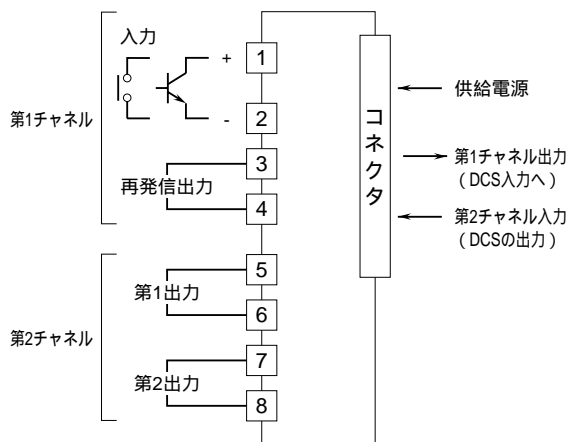 第1チャネル
入力
+
-
再発信出力
1
2
3
4
第2チャネル
第1出力
第2出力
5
6
7
8
コネクタ
供給電源
第1チャネル出力
(DCS入力へ)
第2チャネル入力
(DCSの出力)